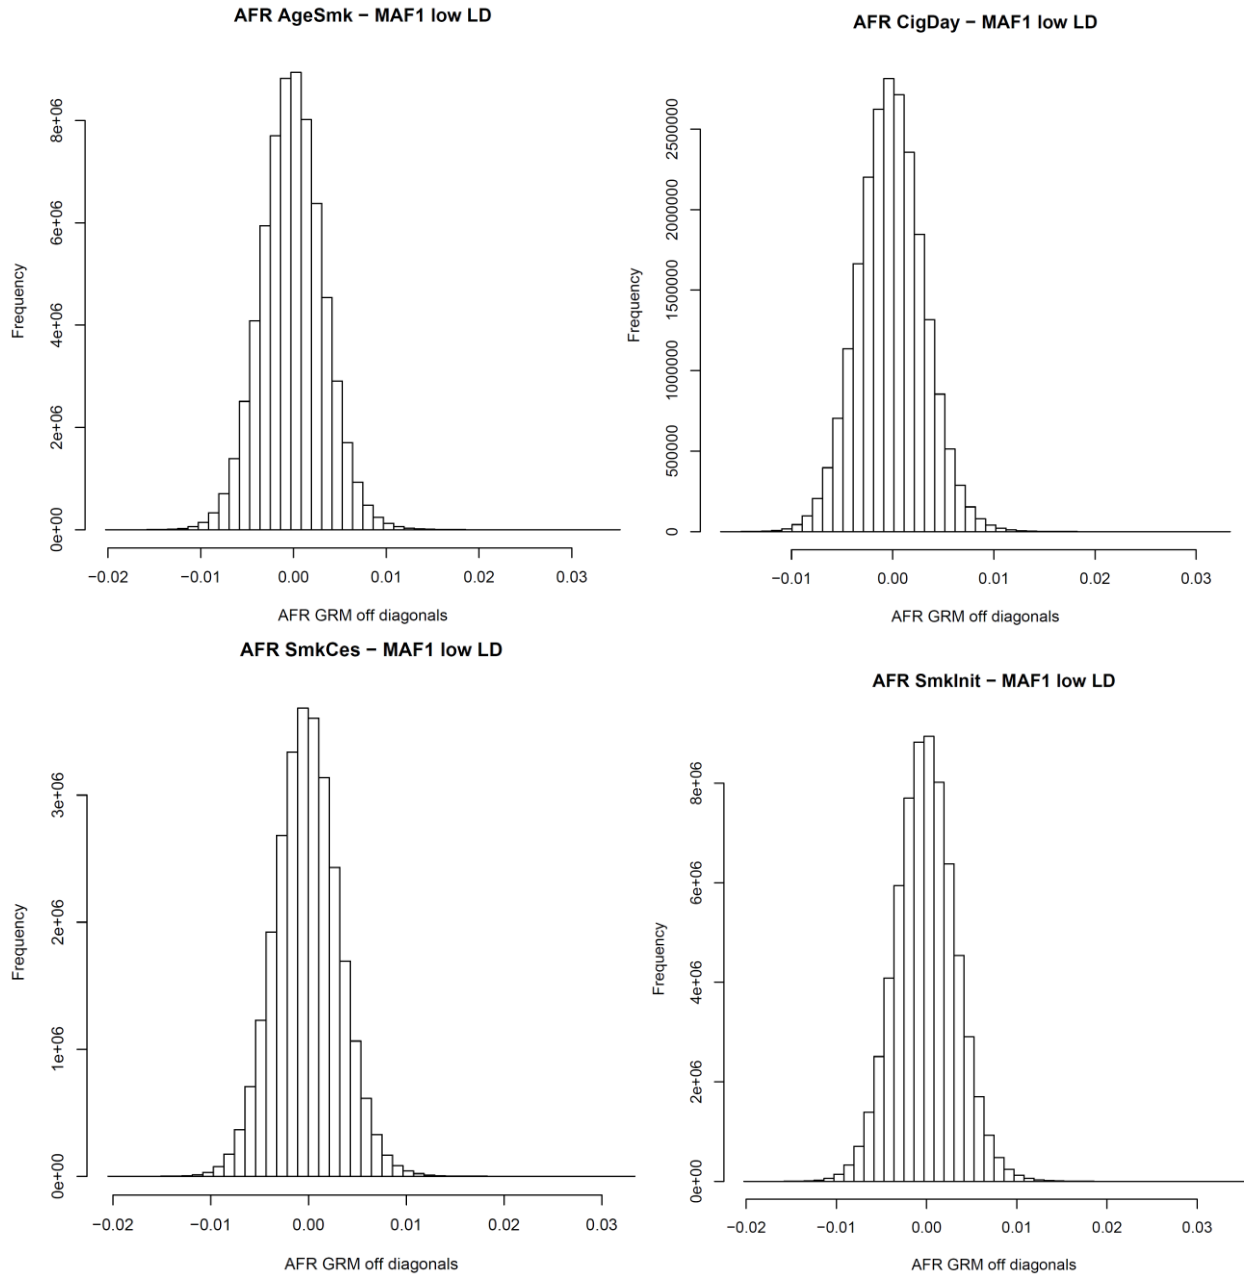 AFR AgeSmk − MAF1 low LD
Frequency
0e+00 2e+06 4e+06 6e+06 8e+06
−0.02 −0.01 0.00 0.01 0.02 0.03
AFR GRM off diagonals
AFR CigDay − MAF1 low LD
Frequency
0 500000 1000000 1500000 2000000 2500000
−0.01 0.00 0.01 0.02 0.03
AFR GRM off diagonals
AFR SmkCes − MAF1 low LD
Frequency
0e+00 1e+06 2e+06 3e+06
−0.02 −0.01 0.00 0.01 0.02 0.03
AFR GRM off diagonals
AFR SmkInit − MAF1 low LD
Frequency
0e+00 2e+06 4e+06 6e+06 8e+06
−0.02 −0.01 0.00 0.01 0.02 0.03
AFR GRM off diagonals